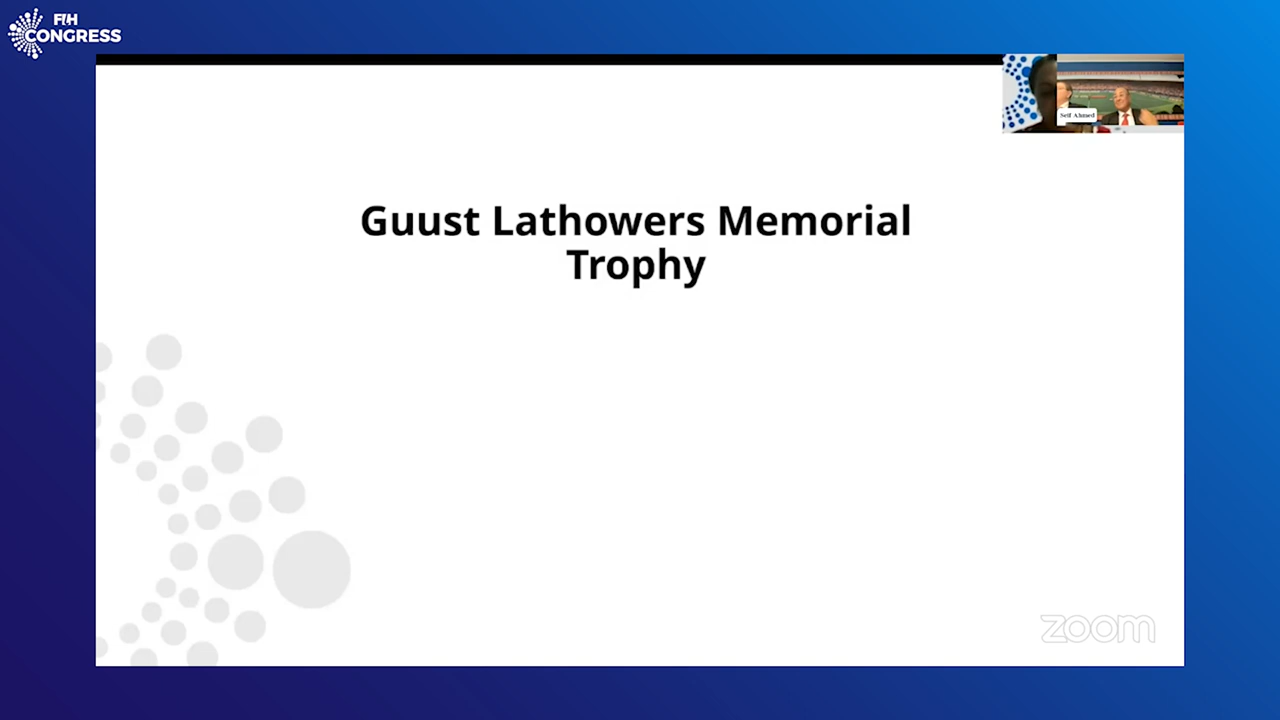 FIH
CONGRESS
Seif Ahmed
Guust Lathowers Memorial
Trophy
zoom